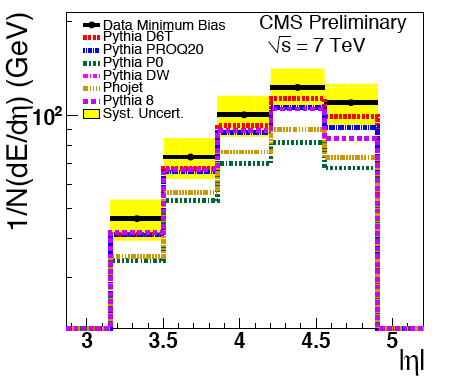 CMS Preliminary
√s = 7 TeV
Data Minimum Bias
Pythia D6T
Pythia PROQ20
Pythia P0
Pythia DW
Phojet
Pythia 8
Syst. Uncert.
1/N(dE/dη) (GeV)
10²
3 3.5 4 4.5 5
|η|